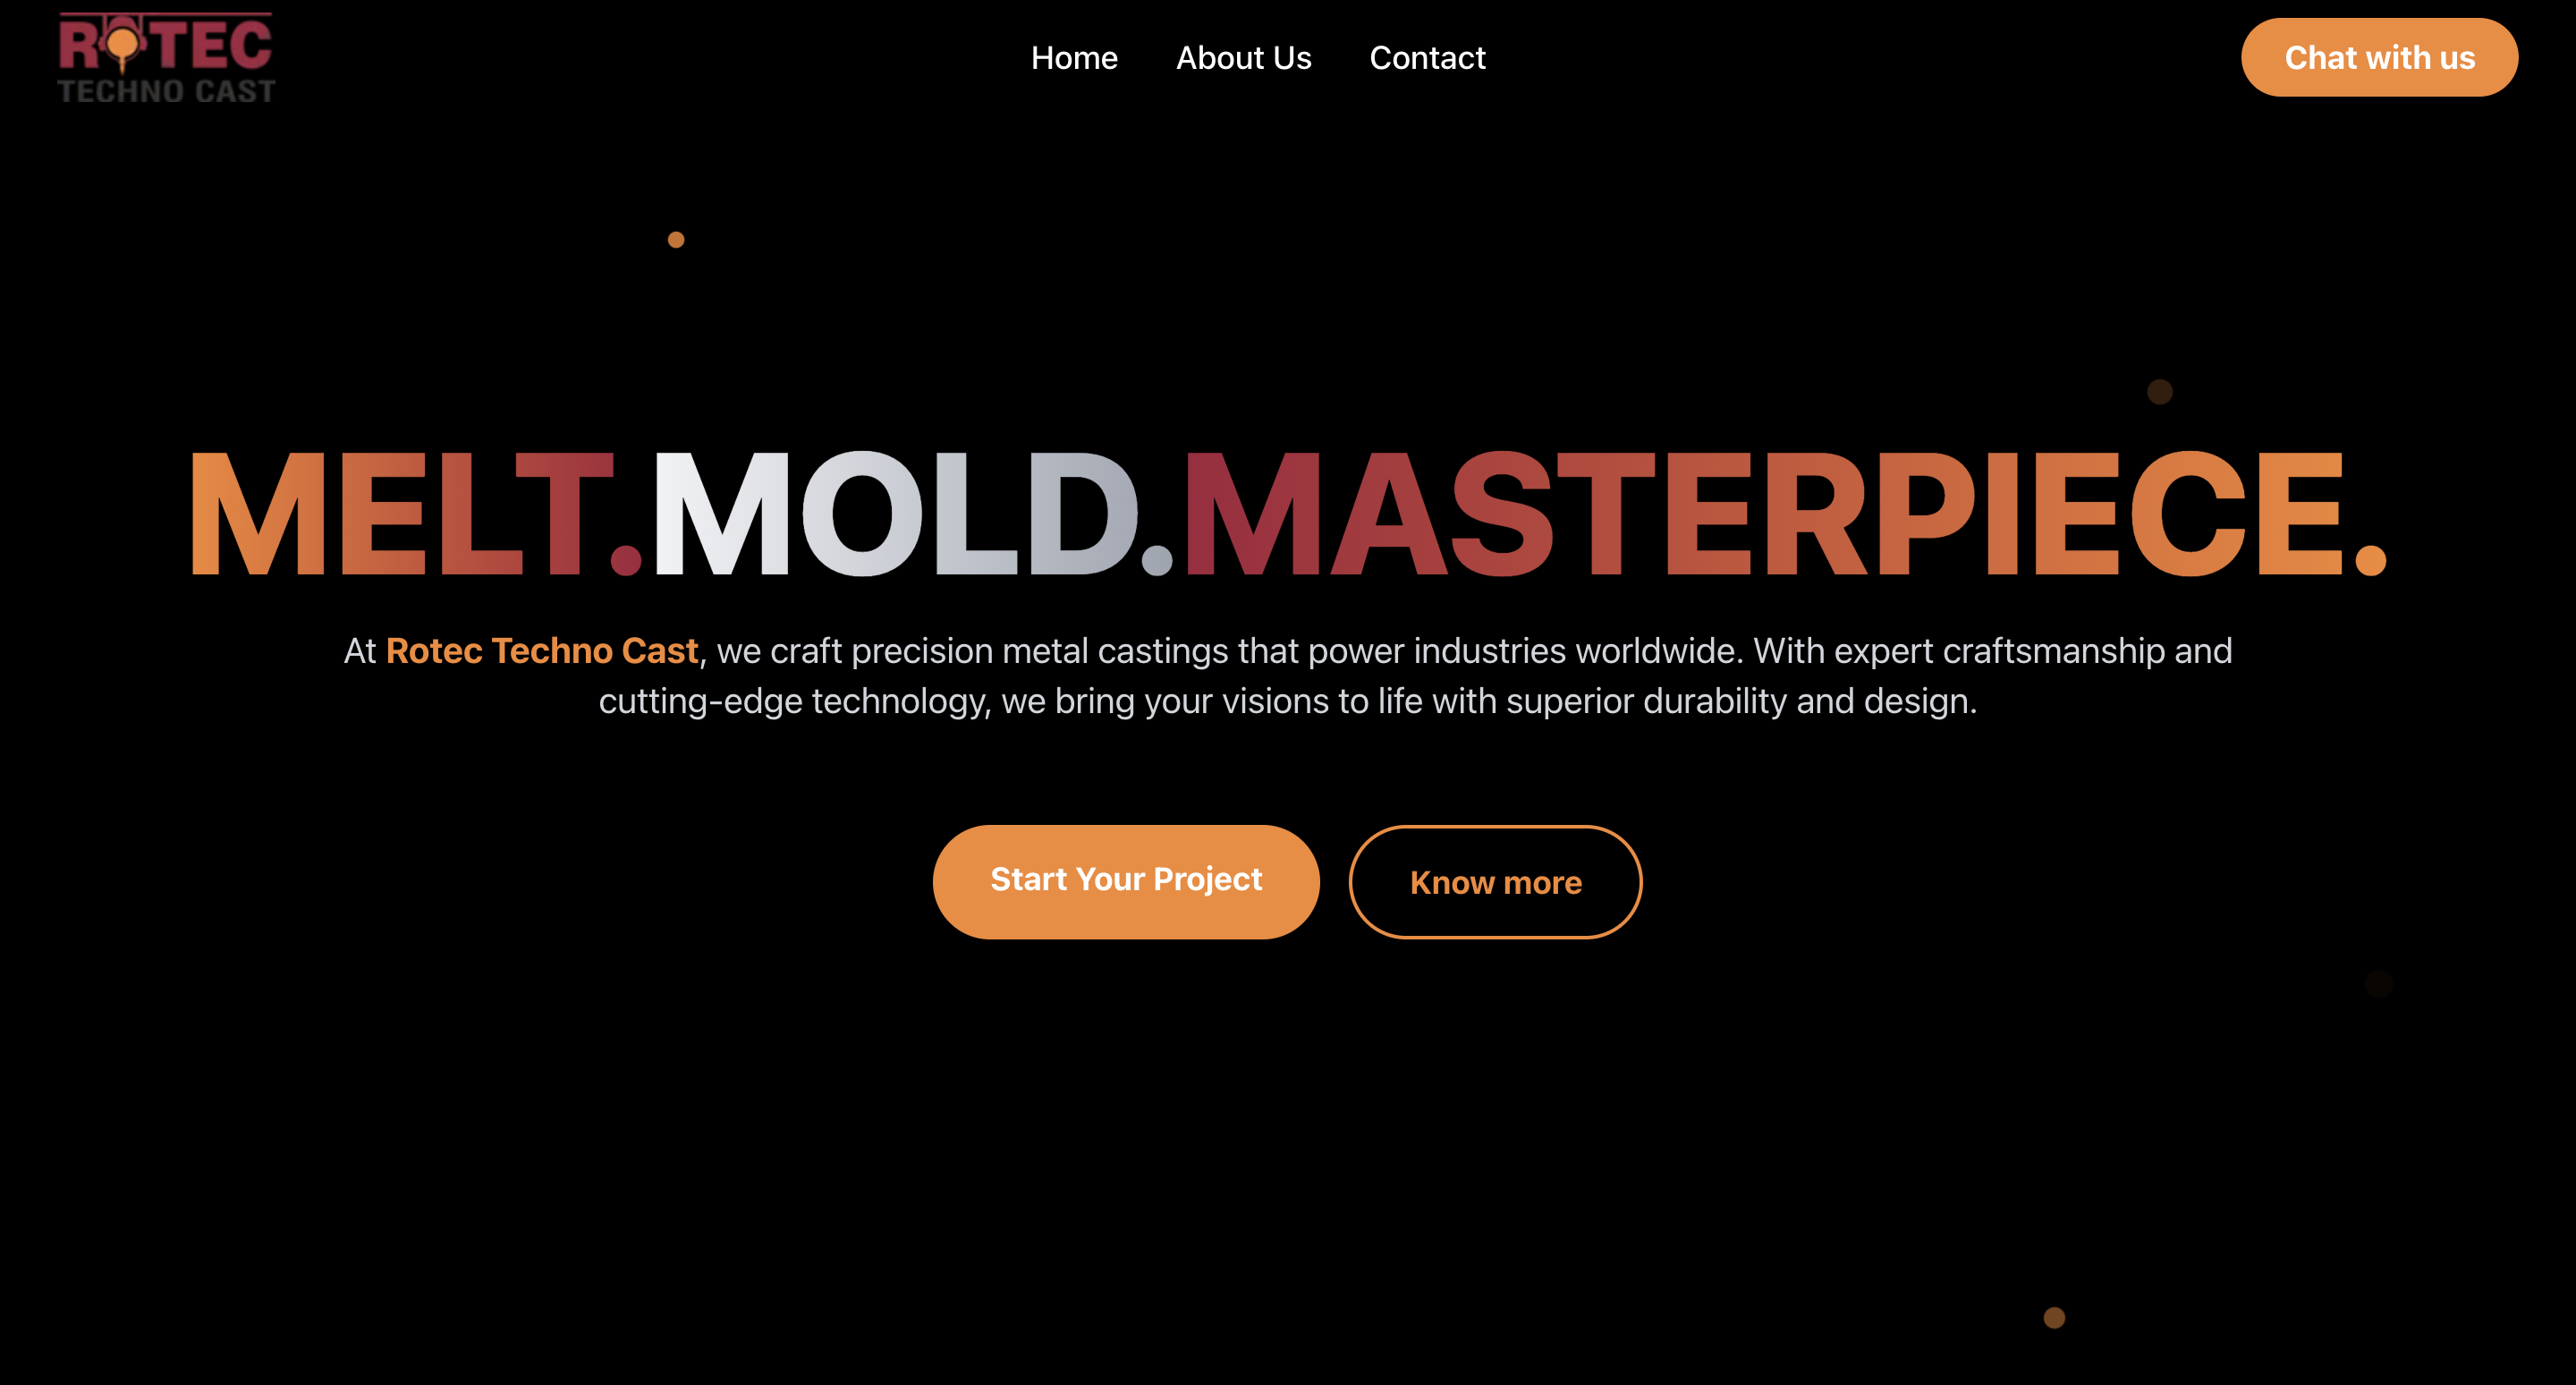 ROTEC
TECHNO CAST
Home About Us Contact
Chat with us
MELT.MOLD.MASTERPIECE.
At Rotec Techno Cast, we craft precision metal castings that power industries worldwide. With expert craftsmanship and
cutting-edge technology, we bring your visions to life with superior durability and design.
Start Your Project
Know more